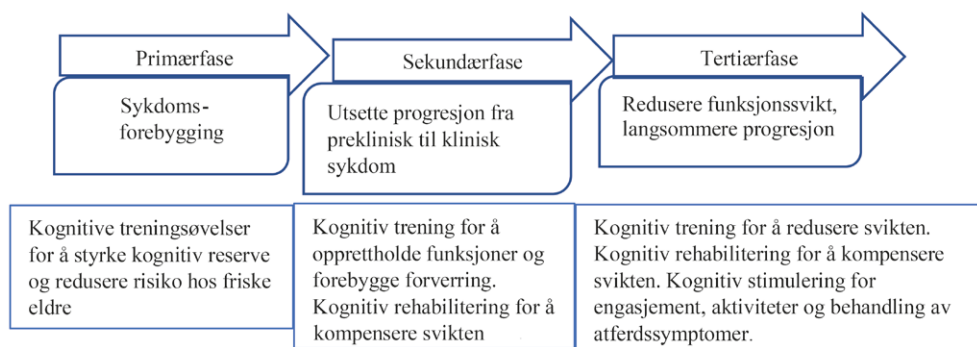 Primærfase
Sykdoms-
forebygging
Kognitive treningsøvelser
for å styrke kognitiv reserve
og redusere risiko hos friske
eldre
Sekundærfase
Utsette progresjon fra
preklinisk til klinisk
sykdom
Kognitiv trening for å
opprettholde funksjoner og
forebygge forverring.
Kognitiv rehabilitering for å
kompensere svikten
Tertiærfase
Redusere funksjonssvikt,
langsommere progresjon
Kognitiv trening for å redusere svikten.
Kognitiv rehabilitering for å kompensere
svikten. Kognitiv stimulering for
engasjement, aktiviteter og behandling av
atferdssymptomer.